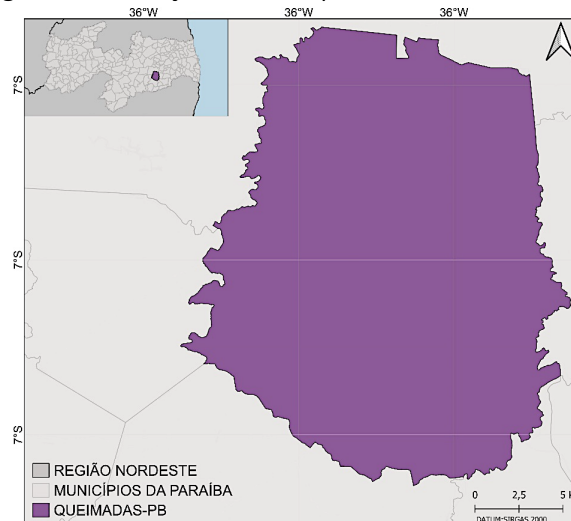 36°W 36°W 36°W
7°S
7°S
7°S
REGIÃO NORDESTE
MUNICÍPIOS DA PARAÍBA
QUEIMADAS-PB
0 2,5 5
DATUM-SIRGAS 2000